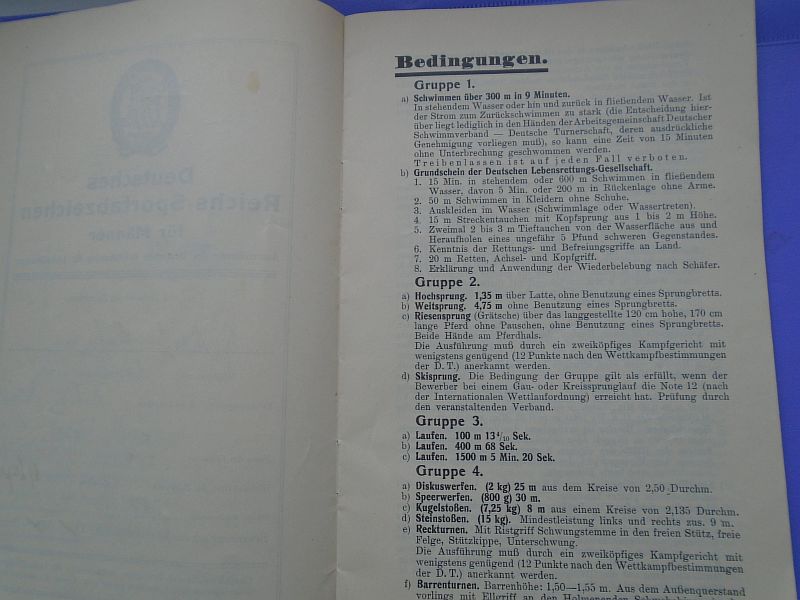 Deutsches
Reichs-Sportabzeichen
für Männer
Bedingungen.
Gruppe 1.
a) Schwimmen über 300 m in 9 Minuten.
In stehendem Wasser oder hin und zurück in fließendem Wasser. Ist
der Strom zum Zurückschwimmen zu stark (die Entscheidung hier-
über liegt lediglich in den Händen der Arbeitsgemeinschaft Deutscher
Schwimmverband — Deutsche Turnerschaft, deren ausdrückliche
Genehmigung vorliegen muß), so kann eine Zeit von 15 Minuten
ohne Unterbrechung geschwommen werden.
Treibenlassen ist auf jeden Fall verboten.
b) Grundschein der Deutschen Lebensrettungs-Gesellschaft.
1. 15 Min. in stehendem oder 600 m Schwimmen in fließendem
Wasser, davon 5 Min. oder 200 m in Rückenlage ohne Arme.
2. 50 m Schwimmen in Kleidern ohne Schuhe.
3. Auskleiden im Wasser (Schwimmlage oder Wassertreten).
4. 15 m Streckentauchen mit Kopfsprung aus 1 bis 2 m Höhe.
5. Zweimal 2 bis 3 m Tieftauchen von der Wasserfläche aus und
Heraufholen eines ungefähr 5 Pfund schweren Gegenstandes.
6. Kenntnis der Rettungs- und Befreiungsgriffe an Land.
7. 20 m Retten, Achsel- und Kopfgriff.
8. Erklärung und Anwendung der Wiederbelebung nach Schäfer.
Gruppe 2.
a) Hochsprung. 1,35 m über Latte, ohne Benutzung eines Sprungbretts.
b) Weitsprung. 4,75 m ohne Benutzung eines Sprungbretts.
c) Riesensprung (Grätsche) über das langgestellte 120 cm hohe, 170 cm
lange Pferd ohne Pauschen, ohne Benutzung eines Sprungbretts.
Beide Hände am Pferdhals.
Die Ausführung muß durch ein zweiköpfiges Kampfgericht mit
wenigstens genügend (12 Punkte nach den Wettkampfbestimmungen
der D. T.) anerkannt werden.
d) Skisprung. Die Bedingung der Gruppe gilt als erfüllt, wenn der
Bewerber bei einem Gau- oder Kreissprunglauf die Note 12 (nach
der Internationalen Wettlaufordnung) erreicht hat. Prüfung durch
den veranstaltenden Verband.
Gruppe 3.
a) Laufen. 100 m 13 4/10 Sek.
b) Laufen. 400 m 68 Sek.
c) Laufen. 1500 m 5 Min. 20 Sek.
Gruppe 4.
a) Diskuswerfen. (2 kg) 25 m aus dem Kreise von 2,50 Durchm.
b) Speerwerfen. (800 g) 30 m.
c) Kugelstoßen. (7,25 kg) 8 m aus einem Kreise von 2,135 Durchm.
d) Steinstoßen. (15 kg). Mindestleistung links und rechts zus. 9 m.
e) Reckturnen. Mit Ristgriff Schwungstemme in den freien Stütz, freie
Felge, Stützkippe, Unterschwung.
Die Ausführung muß durch ein zweiköpfiges Kampfgericht mit
wenigstens genügend (12 Punkte nach den Wettkampfbestimmungen
der D. T.) anerkannt werden.
f) Barrenturnen. Barrenhöhe: 1,50—1,55 m. Aus dem Außenquerstand
vorlings mit Ellgriff an den Holmenenden